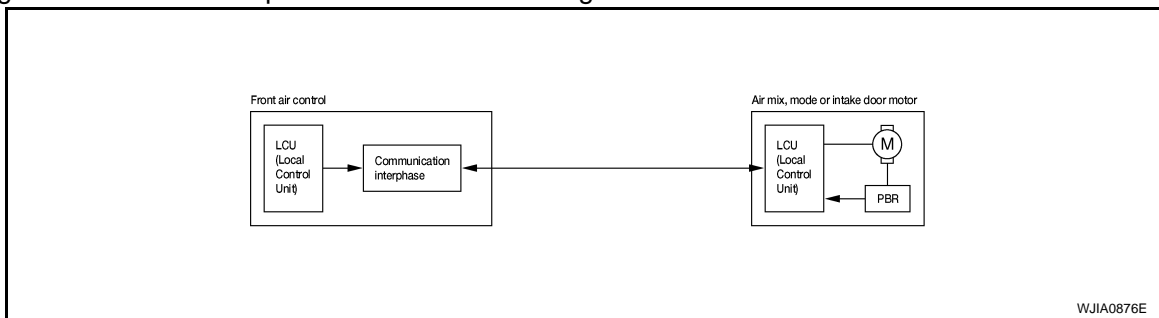 Front air control
LCU
(Local
Control
Unit)
Communication
interphase
Air mix, mode or intake door motor
LCU
(Local
Control
Unit)
M
PBR
WJIA0876E